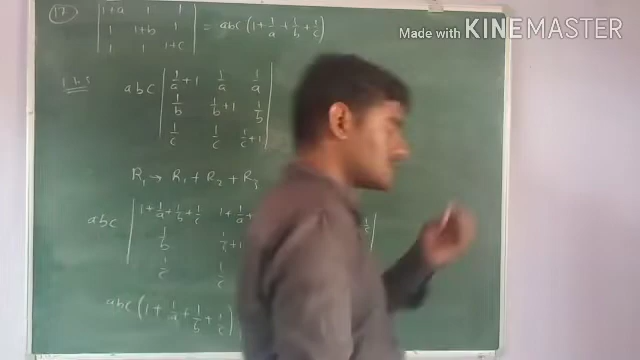 Made with KINEMASTER
17. | 1+a 1 1 |
| 1 1+b 1 | = abc (1 + 1/a + 1/b + 1/c)
| 1 1 1+c |
L.H.S
abc | 1/a + 1 1/a 1/a |
| 1/b 1/b + 1 1/b |
| 1/c 1/c 1/c + 1 |
R1 → R1 + R2 + R3
abc | 1 + 1/a + 1/b + 1/c 1 + 1/a +
1/b 1/c + 1
1/c 1/c
1/c |
abc (1 + 1/a + 1/b + 1/c)